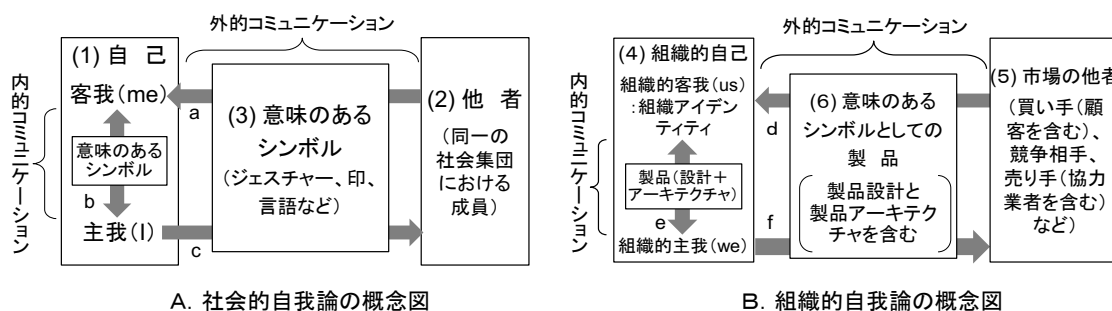 外的コミュニケーション
内的コミュニケーション
(1) 自 己
客我(me)
意味のある
シンボル
b
主我(I)
a
c
(3) 意味のある
シンボル
(ジェスチャー、印、
言語など)
(2) 他 者
(同一の
社会集団
における
成員)
A. 社会的自我論の概念図
外的コミュニケーション
内的コミュニケーション
(4) 組織的自己
組織的客我(us)
:組織アイデン
ティティ
製品(設計+
アーキテクチャ)
e
組織的主我(we)
d
f
(6) 意味のある
シンボルとしての
製 品
製品設計と
製品アーキテク
チャを含む
(5) 市場の他者
(買い手(顧
客を含む)、
競争相手、
売り手(協力
業者を含む)
など)
B. 組織的自我論の概念図